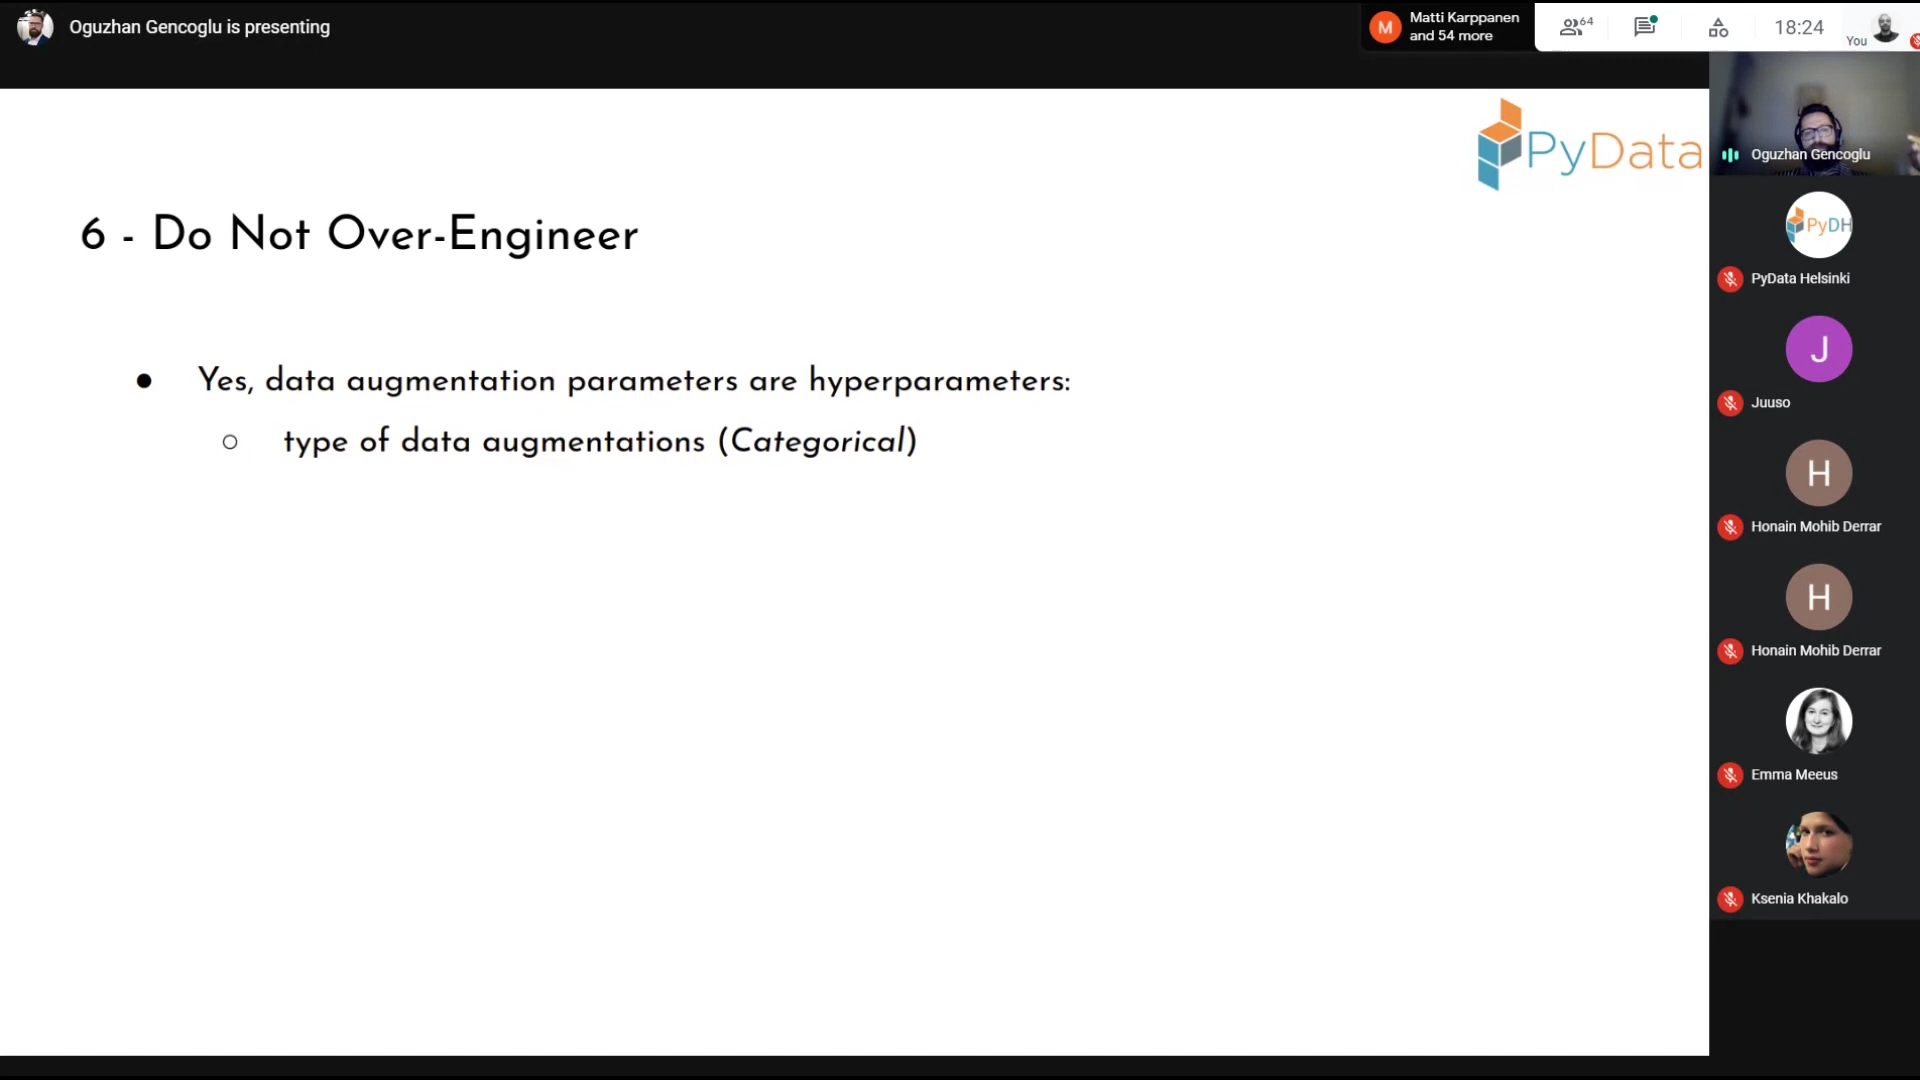 Oguzhan Gencoglu is presenting
M
Matti Karppanen
and 54 more
64
18:24
You
PyData
Oguzhan Gencoglu
6 - Do Not Over-Engineer
PyDH
PyData Helsinki
● Yes, data augmentation parameters are hyperparameters:
○ type of data augmentations (Categorical)
J
Juuso
H
Honain Mohib Derrar
H
Honain Mohib Derrar
Emma Meeus
Ksenia Khakalo